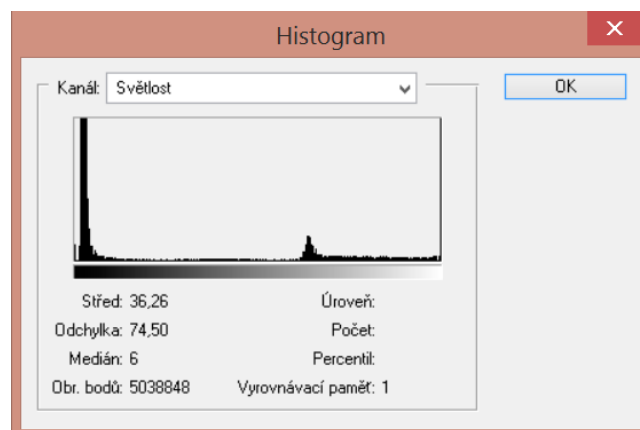 Histogram
Kanál: Světlost
OK
Střed: 36,26 Úroveň:
Odchylka: 74,50 Počet:
Medián: 6 Percentil:
Obr. bodů: 5038848 Vyrovnávací paměť: 1